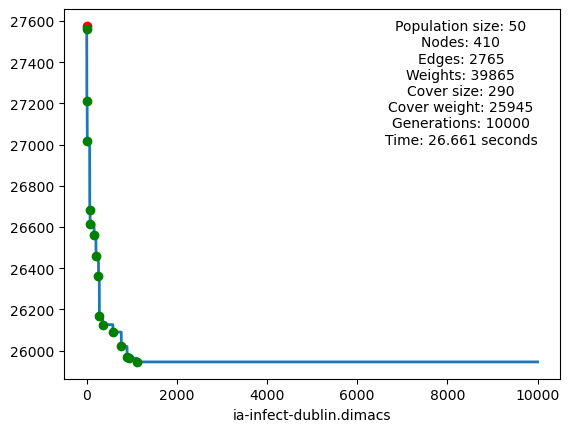 27600
27400
27200
27000
26800
26600
26400
26200
26000
Population size: 50
Nodes: 410
Edges: 2765
Weights: 39865
Cover size: 290
Cover weight: 25945
Generations: 10000
Time: 26.661 seconds
0 2000 4000 6000 8000 10000
ia-infect-dublin.dimacs